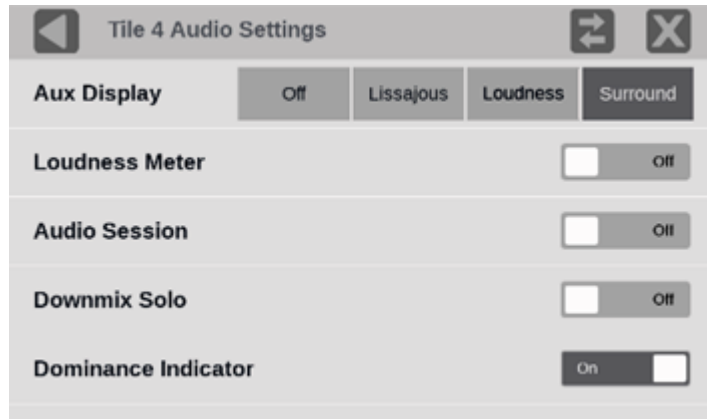 Tile 4 Audio Settings
Aux Display Off Lissajous Loudness Surround
Loudness Meter Off
Audio Session Off
Downmix Solo Off
Dominance Indicator On